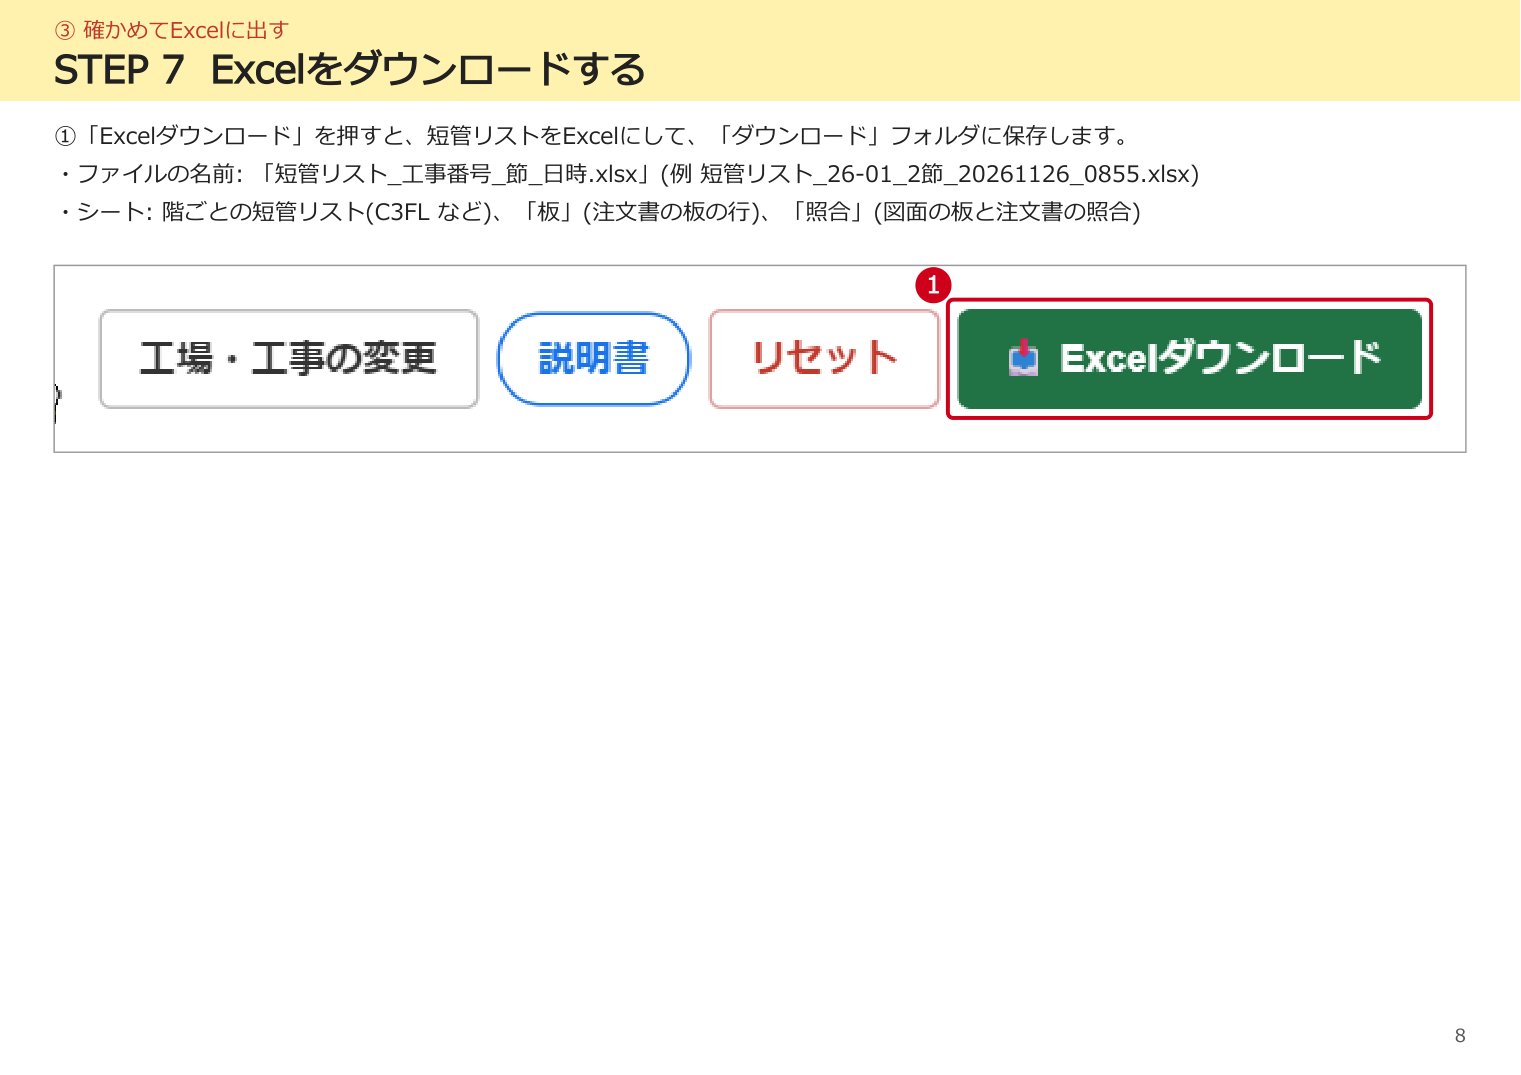 ③ 確かめてExcelに出す
STEP 7 Excelをダウンロードする
①「Excelダウンロード」を押すと、短管リストをExcelにして、「ダウンロード」フォルダに保存します。
・ファイルの名前: 「短管リスト_工事番号_節_日時.xlsx」(例 短管リスト_26-01_2節_20261126_0855.xlsx)
・シート: 階ごとの短管リスト(C3FL など)、「板」(注文書の板の行)、「照合」(図面の板と注文書の照合)
1
工場・工事の変更 説明書 リセット Excelダウンロード
8